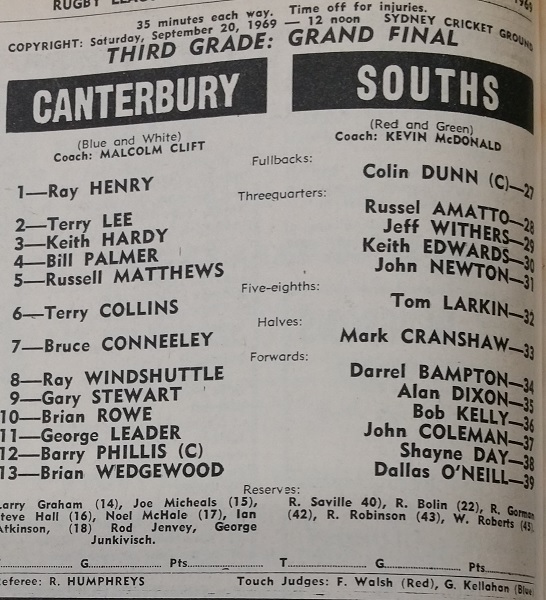 35 minutes each way. Time off for injuries.
COPYRIGHT: Saturday, September 20, 1969 — 12 noon SYDNEY CRICKET GROUND
THIRD GRADE: GRAND FINAL
CANTERBURY SOUTHS
(Blue and White) (Red and Green)
Coach: MALCOLM CLIFT Coach: KEVIN McDONALD
Fullbacks:
1—Ray HENRY Colin DUNN (C)—27
Threequarters:
2—Terry LEE Russel AMATTO—28
3—Keith HARDY Jeff WITHERS—29
4—Bill PALMER Keith EDWARDS—30
5—Russell MATTHEWS John NEWTON—31
Five-eighths:
6—Terry COLLINS Tom LARKIN—32
Halves:
7—Bruce CONNEELEY Mark CRANSHAW—33
Forwards:
8—Ray WINDSHUTTLE Darrel BAMPTON—34
9—Gary STEWART Alan DIXON—35
10—Brian ROWE Bob KELLY—36
11—George LEADER John COLEMAN—37
12—Barry PHILLIS (C) Shayne DAY—38
13—Brian WEDGEWOOD Dallas O'NEILL—39
Reserves:
arry Graham (14), Joe Micheals (15), R. Saville 40), R. Bolin (22), R. Gorman
teve Hall (16), Noel McHale (17), Ian (42), R. Robinson (43), W. Roberts (45)
Atkinson, (18) Rod Jenvey, George
Junkivisch.
T. G. Pts. T. G. Pts.
eferee: R. HUMPHREYS Touch Judges: F. Walsh (Red), G. Kellahan (Blue